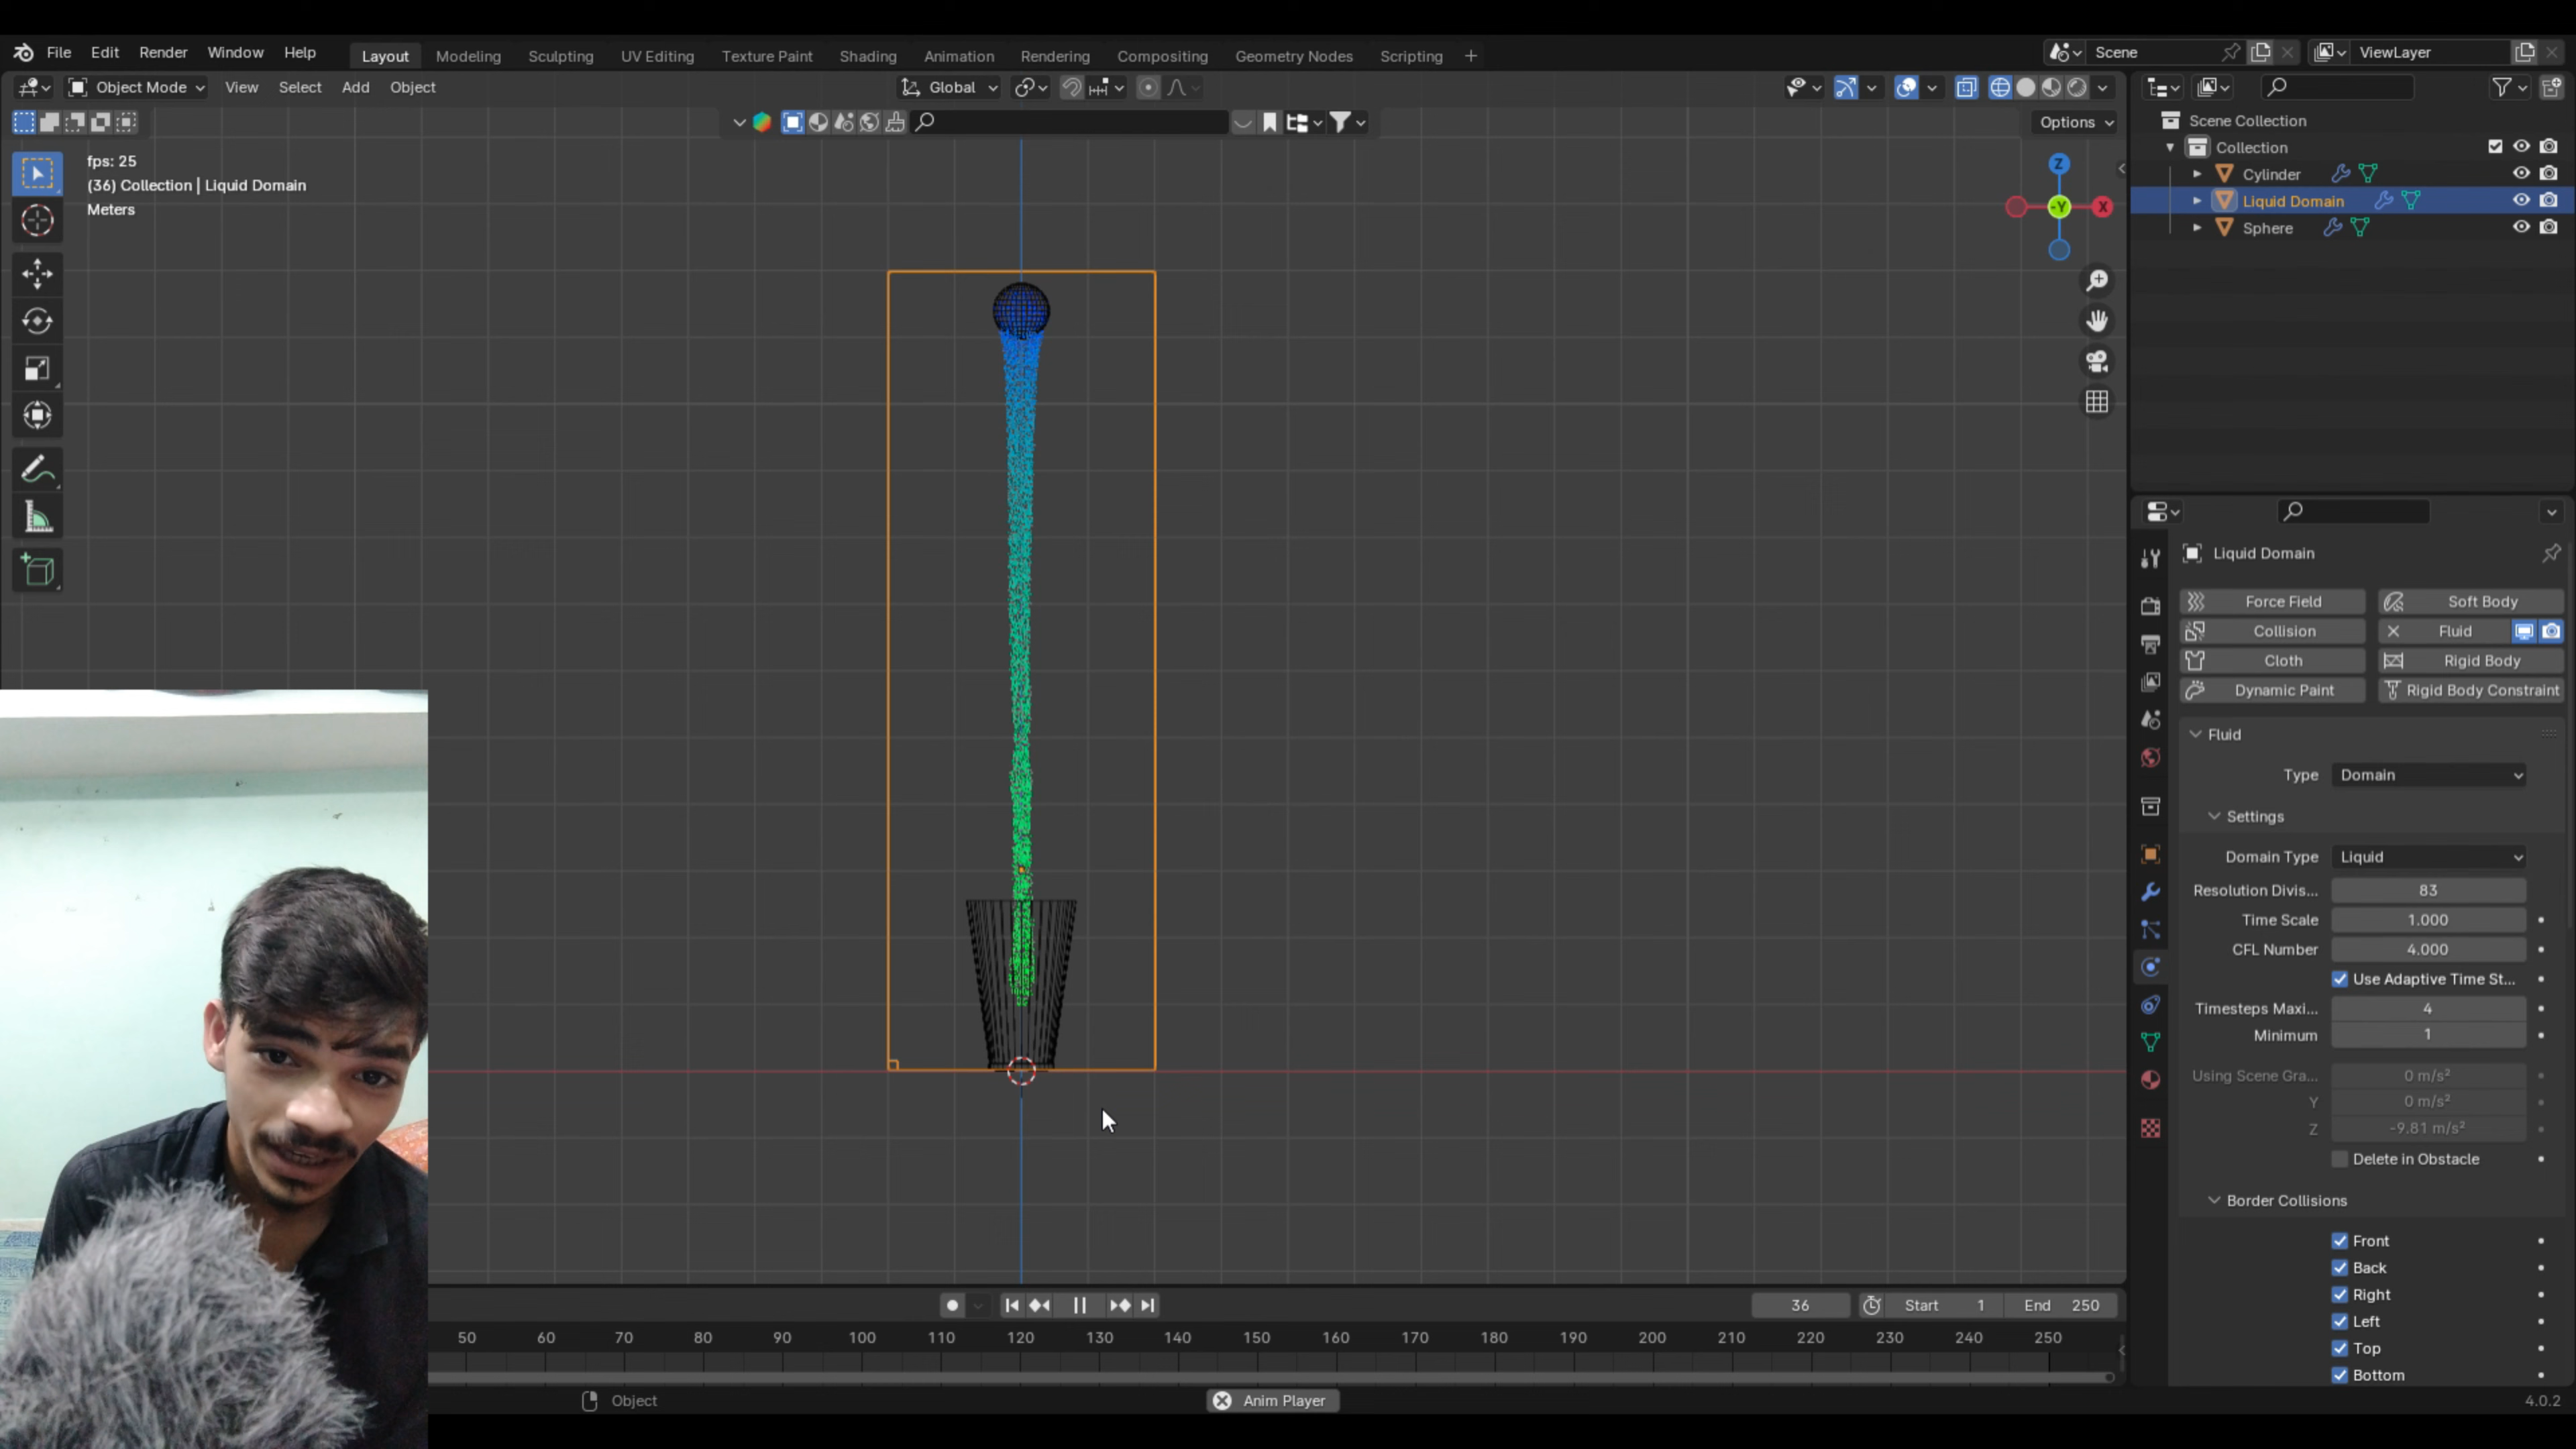 File Edit Render Window Help Layout Modeling Sculpting UV Editing Texture Paint Shading Animation Rendering Compositing Geometry Nodes Scripting + Scene ViewLayer
Object Mode View Select Add Object Global
Options
fps: 25
(36) Collection | Liquid Domain
Meters
Z
-Y
X
Scene Collection
Collection
Cylinder
Liquid Domain
Sphere
Liquid Domain
Force Field Soft Body
Collision Fluid
Cloth Rigid Body
Dynamic Paint Rigid Body Constraint
Fluid
Type Domain
Settings
Domain Type Liquid
Resolution Divis... 83
Time Scale 1.000
CFL Number 4.000
Use Adaptive Time St...
Timesteps Maxi... 4
Minimum 1
Using Scene Gra... 0 m/s²
Y 0 m/s²
Z -9.81 m/s²
Delete in Obstacle
Border Collisions
Front
Back
Right
Left
Top
Bottom
36 Start 1 End 250
50 60 70 80 90 100 110 120 130 140 150 160 170 180 190 200 210 220 230 240 250
Object Anim Player 4.0.2